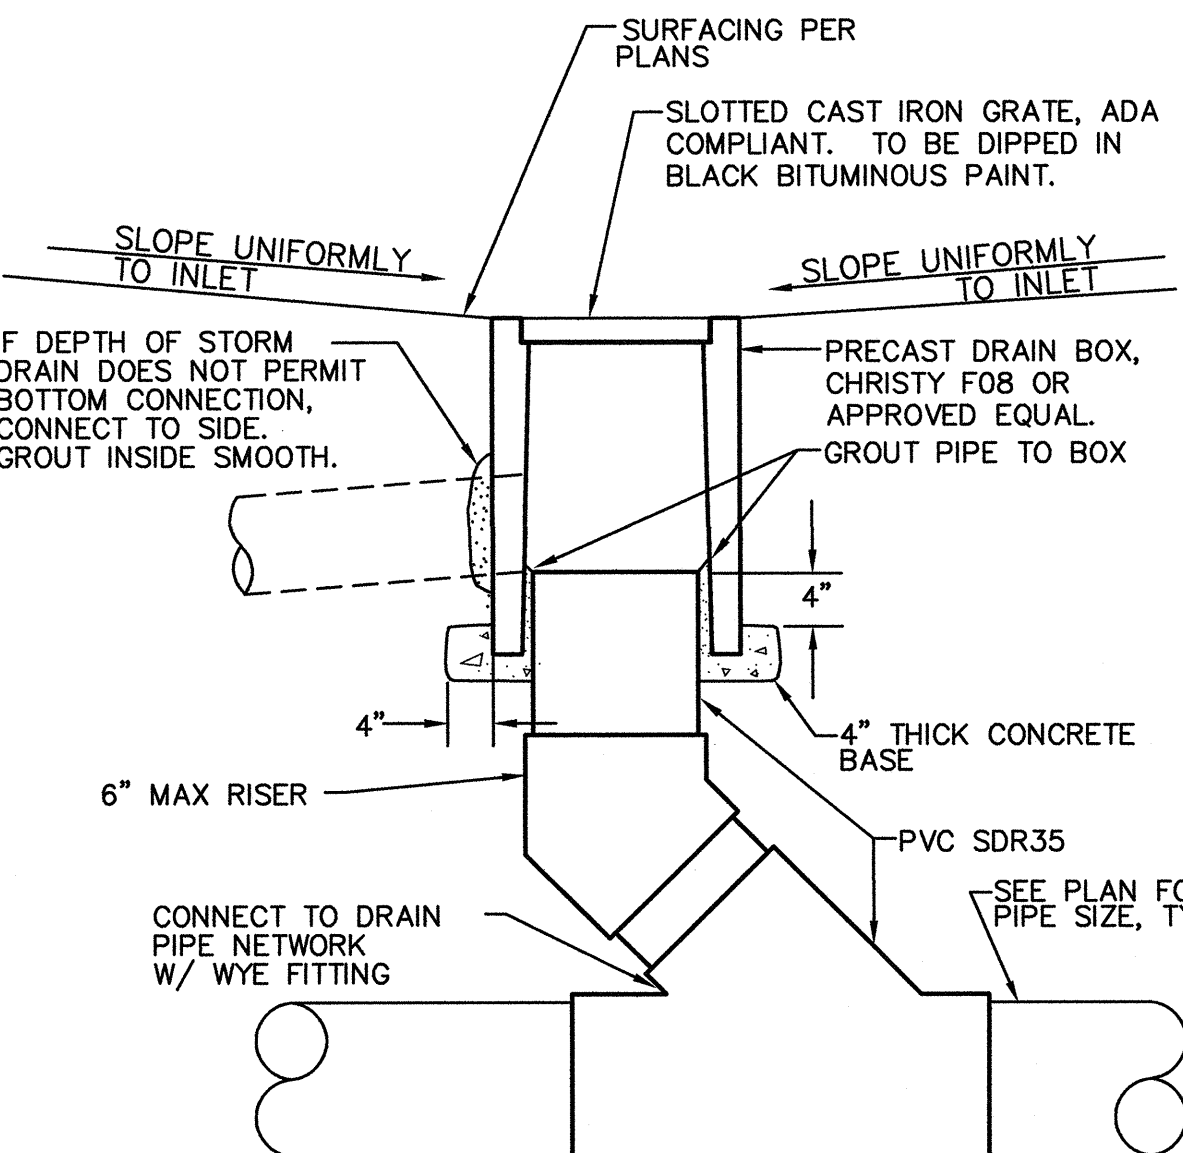 SURFACING PER
PLANS
SLOTTED CAST IRON GRATE, ADA
COMPLIANT. TO BE DIPPED IN
BLACK BITUMINOUS PAINT.
SLOPE UNIFORMLY
TO INLET
SLOPE UNIFORMLY
TO INLET
F DEPTH OF STORM
DRAIN DOES NOT PERMIT
BOTTOM CONNECTION,
CONNECT TO SIDE.
GROUT INSIDE SMOOTH.
PRECAST DRAIN BOX,
CHRISTY F08 OR
APPROVED EQUAL.
GROUT PIPE TO BOX
4"
4"
4" THICK CONCRETE
BASE
6" MAX RISER
PVC SDR35
SEE PLAN FO
PIPE SIZE, TY
CONNECT TO DRAIN
PIPE NETWORK
W/ WYE FITTING